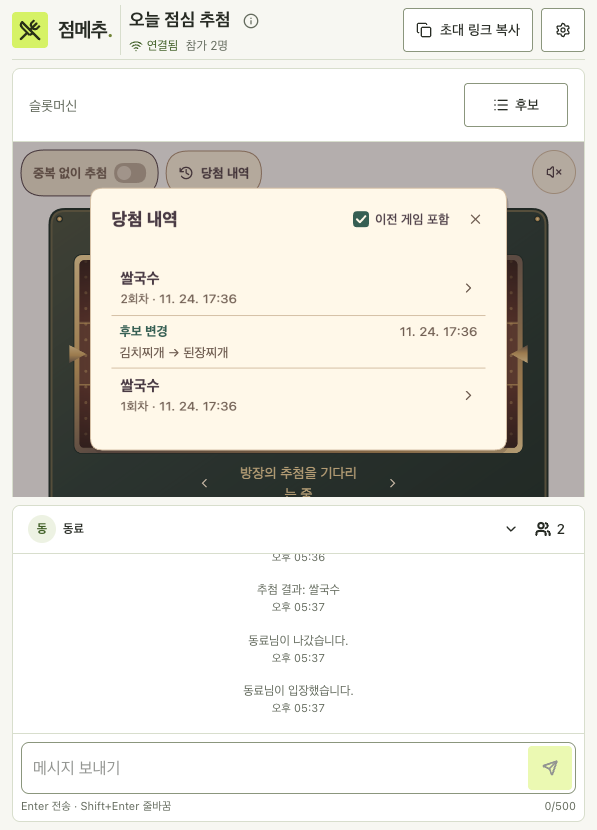 점메추.
오늘 점심 추첨
연결됨 참가 2명
초대 링크 복사
슬롯머신
후보
중복 없이 추첨
당첨 내역
당첨 내역
이전 게임 포함
쌀국수
2회차 · 11. 24. 17:36
후보 변경
11. 24. 17:36
김치찌개 → 된장찌개
쌀국수
1회차 · 11. 24. 17:36
방장의 추첨을 기다리
는 중
동 동료
2
오후 05:36
추첨 결과: 쌀국수
오후 05:37
동료님이 나갔습니다.
오후 05:37
동료님이 입장했습니다.
오후 05:37
메시지 보내기
Enter 전송 · Shift+Enter 줄바꿈
0/500